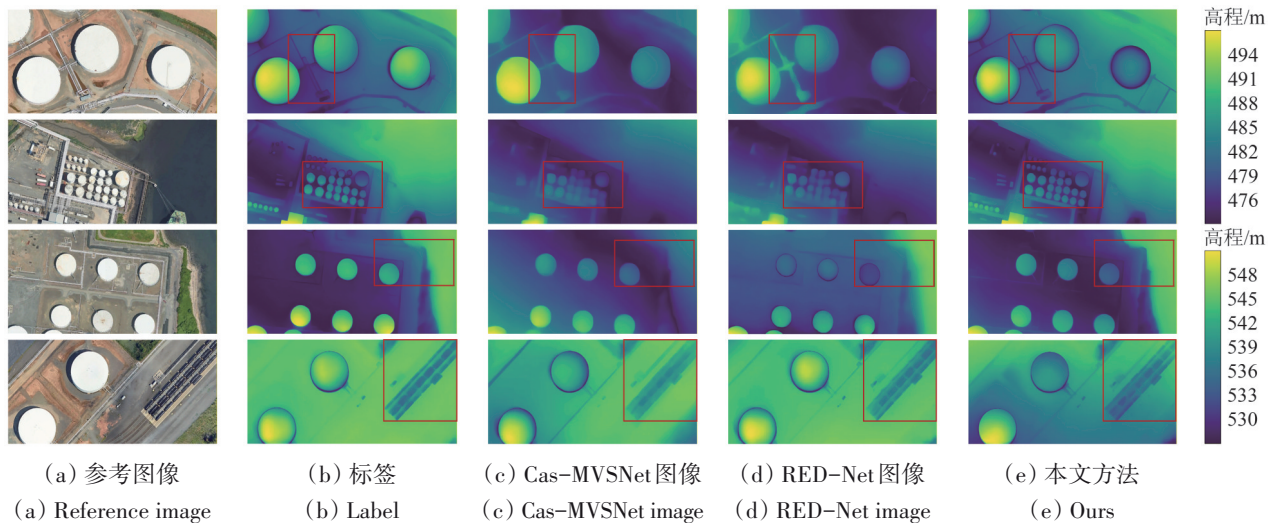 高程/m
494
491
488
485
482
479
476
高程/m
548
545
542
539
536
533
530
(a) 参考图像
(b) 标签
(c) Cas-MVSNet图像
(d) RED-Net图像
(e) 本文方法
(a) Reference image
(b) Label
(c) Cas-MVSNet image
(d) RED-Net image
(e) Ours